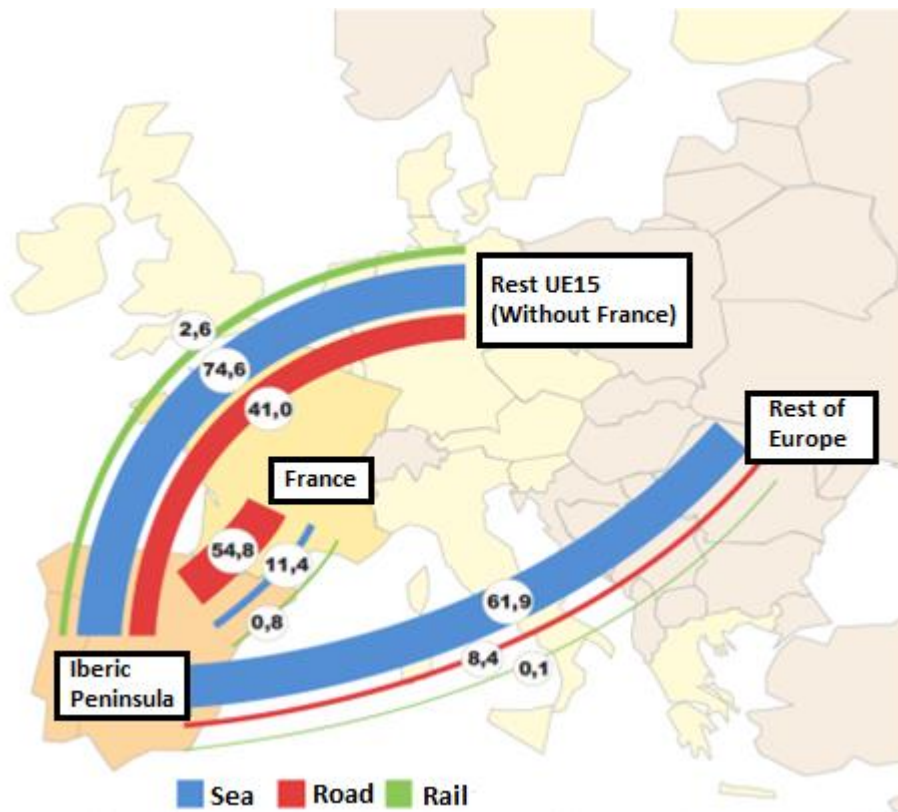 Rest UE15
(Without France)
2,6
74,6
41,0
Rest of
Europe
France
54,8
11,4
0,8
61,9
8,4
0,1
Iberic
Peninsula
Sea Road Rail